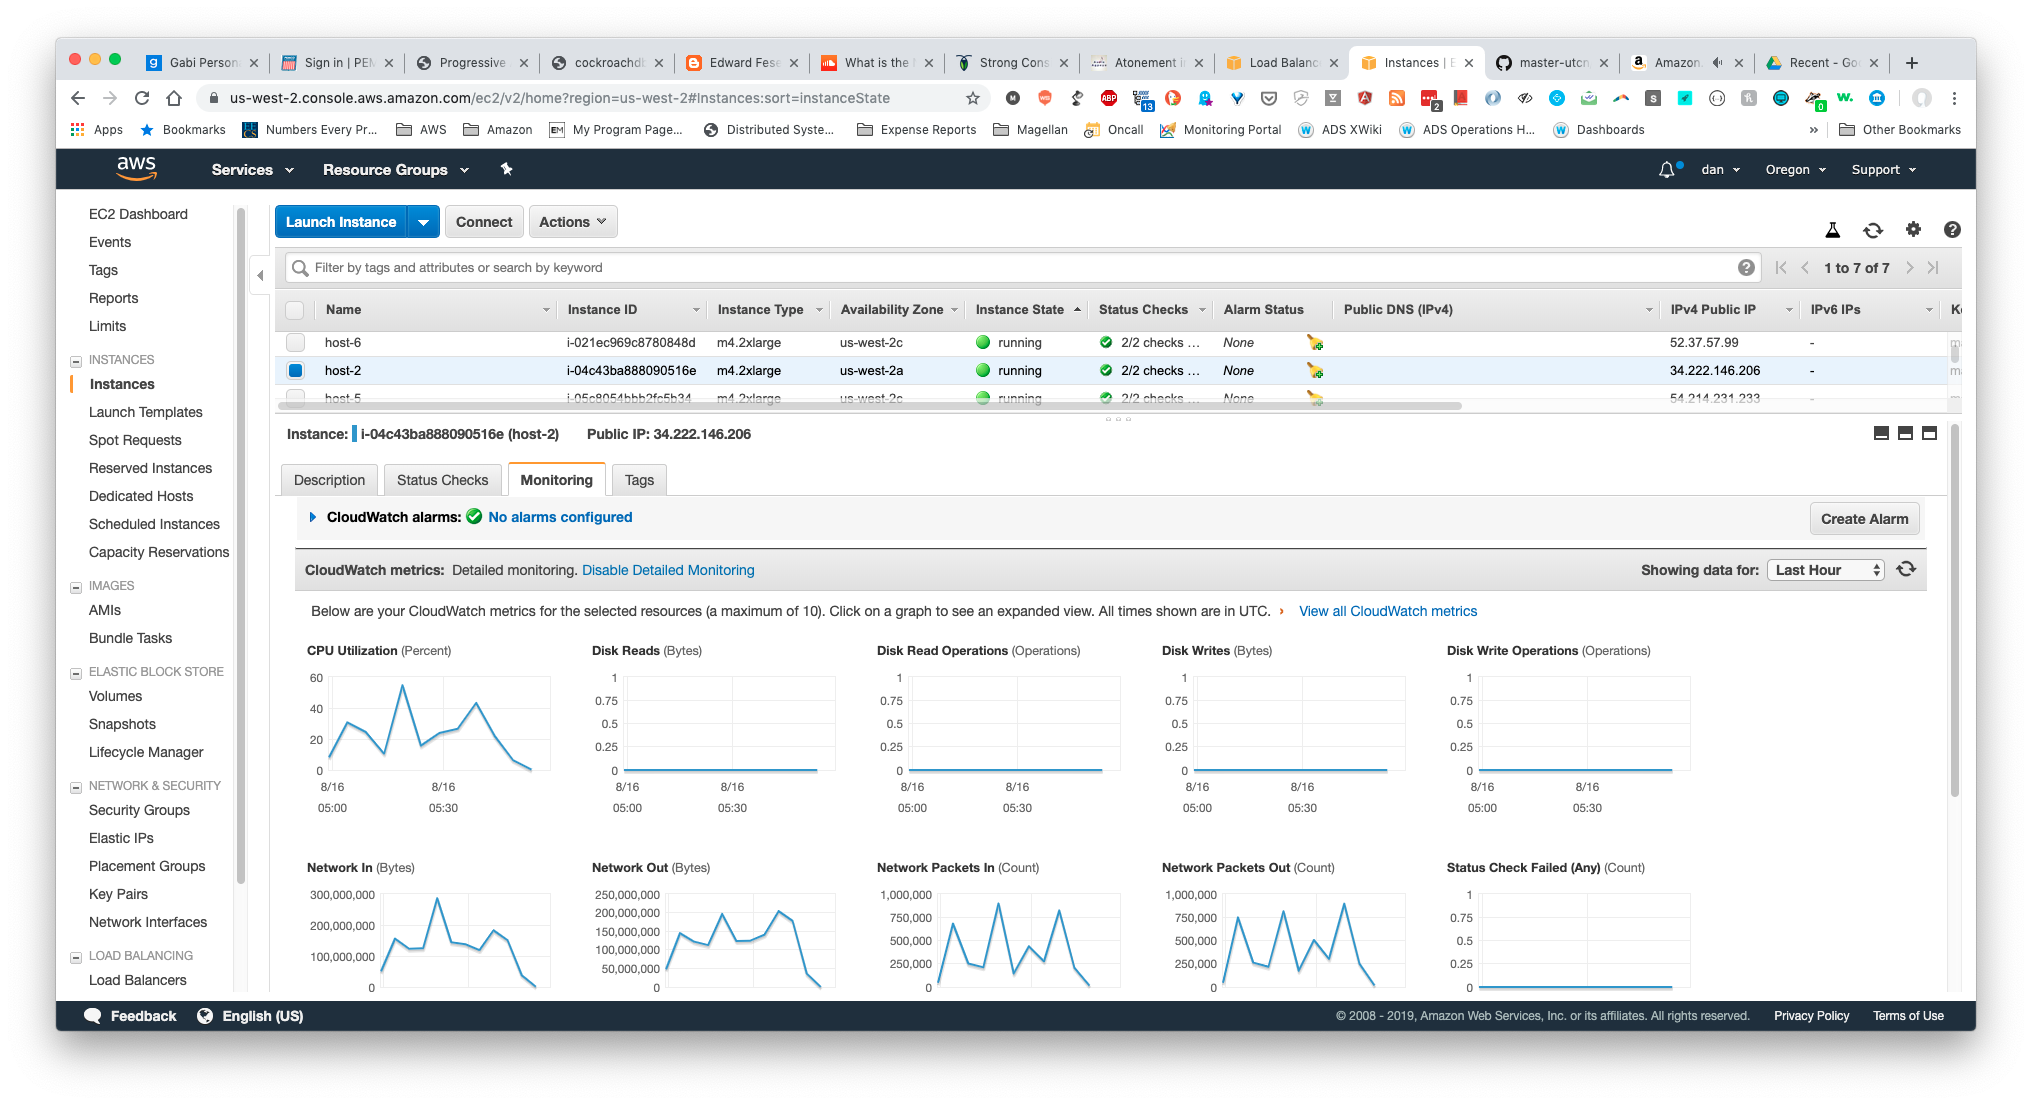 Gabi Person
Sign in | PEM
Progressive
cockroachdb
Edward Fese
What is the
Strong Cons
Atonement in
Load Balanc
Instances | E
master-utcn
Amazon
Recent - Goo
us-west-2.console.aws.amazon.com/ec2/v2/home?region=us-west-2#Instances:sort=instanceState
Apps Bookmarks Numbers Every Pr... AWS Amazon My Program Page... Distributed Syste... Expense Reports Magellan Oncall Monitoring Portal ADS XWiki ADS Operations H... Dashboards » Other Bookmarks
aws Services Resource Groups dan Oregon Support
EC2 Dashboard
Events
Tags
Reports
Limits
INSTANCES
Instances
Launch Templates
Spot Requests
Reserved Instances
Dedicated Hosts
Scheduled Instances
Capacity Reservations
IMAGES
AMIs
Bundle Tasks
ELASTIC BLOCK STORE
Volumes
Snapshots
Lifecycle Manager
NETWORK & SECURITY
Security Groups
Elastic IPs
Placement Groups
Key Pairs
Network Interfaces
LOAD BALANCING
Load Balancers
Launch Instance Connect Actions
Filter by tags and attributes or search by keyword
1 to 7 of 7
Name Instance ID Instance Type Availability Zone Instance State Status Checks Alarm Status Public DNS (IPv4) IPv4 Public IP IPv6 IPs
host-6 i-021ec969c8780848d m4.2xlarge us-west-2c running 2/2 checks ... None 52.37.57.99 -
host-2 i-04c43ba888090516e m4.2xlarge us-west-2a running 2/2 checks ... None 34.222.146.206 -
host-5 i-05c8054bbb2fc5b34 m4.2xlarge us-west-2c running 2/2 checks ... None 54.214.231.233 -
Instance: i-04c43ba888090516e (host-2) Public IP: 34.222.146.206
Description Status Checks Monitoring Tags
CloudWatch alarms: No alarms configured
Create Alarm
CloudWatch metrics: Detailed monitoring. Disable Detailed Monitoring
Showing data for: Last Hour
Below are your CloudWatch metrics for the selected resources (a maximum of 10). Click on a graph to see an expanded view. All times shown are in UTC. › View all CloudWatch metrics
CPU Utilization (Percent)
60
40
20
0
8/16 8/16
05:00 05:30
Disk Reads (Bytes)
1
0.75
0.5
0.25
0
8/16 8/16
05:00 05:30
Disk Read Operations (Operations)
1
0.75
0.5
0.25
0
8/16 8/16
05:00 05:30
Disk Writes (Bytes)
1
0.75
0.5
0.25
0
8/16 8/16
05:00 05:30
Disk Write Operations (Operations)
1
0.75
0.5
0.25
0
8/16 8/16
05:00 05:30
Network In (Bytes)
300,000,000
200,000,000
100,000,000
0
Network Out (Bytes)
250,000,000
200,000,000
150,000,000
100,000,000
50,000,000
0
Network Packets In (Count)
1,000,000
750,000
500,000
250,000
0
Network Packets Out (Count)
1,000,000
750,000
500,000
250,000
0
Status Check Failed (Any) (Count)
1
0.75
0.5
0.25
0
Feedback English (US)
© 2008 - 2019, Amazon Web Services, Inc. or its affiliates. All rights reserved. Privacy Policy Terms of Use